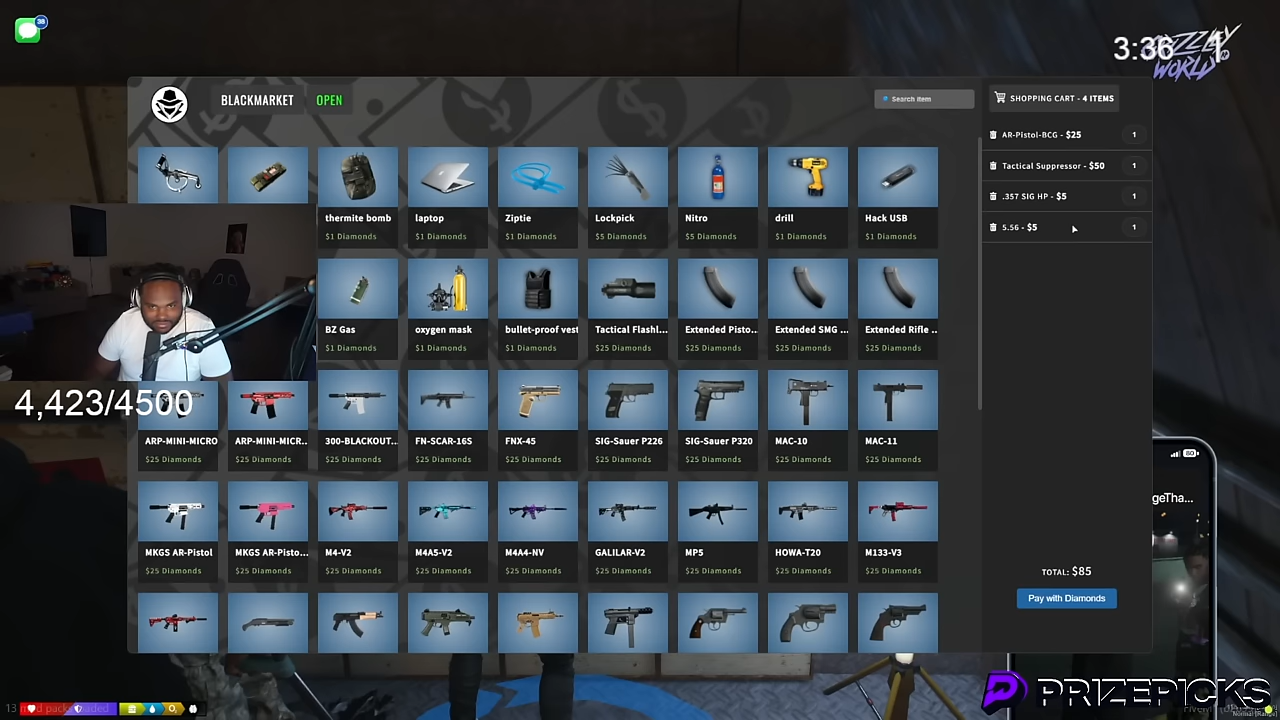 38
3:36
1
WORLD
BLACKMARKET
OPEN
Search item
SHOPPING CART - 4 ITEMS
AR-Pistol-BCG - $25
1
Tactical Suppressor - $50
1
.357 SIG HP - $5
1
5.56 - $5
1
thermite bomb
$1 Diamonds
laptop
$1 Diamonds
Ziptie
$1 Diamonds
Lockpick
$5 Diamonds
Nitro
$5 Diamonds
drill
$1 Diamonds
Hack USB
$1 Diamonds
BZ Gas
$1 Diamonds
oxygen mask
$1 Diamonds
bullet-proof vest
$1 Diamonds
Tactical Flashl...
$25 Diamonds
Extended Pisto...
$25 Diamonds
Extended SMG ...
$25 Diamonds
Extended Rifle ...
$25 Diamonds
4,423/4500
ARP-MINI-MICRO
$25 Diamonds
ARP-MINI-MICR...
$25 Diamonds
300-BLACKOUT...
$25 Diamonds
FN-SCAR-16S
$25 Diamonds
FNX-45
$25 Diamonds
SIG-Sauer P226
$25 Diamonds
SIG-Sauer P320
$25 Diamonds
MAC-10
$25 Diamonds
MAC-11
$25 Diamonds
MKGS AR-Pistol
$25 Diamonds
MKGS AR-Pisto...
$25 Diamonds
M4-V2
$25 Diamonds
M4A5-V2
$25 Diamonds
M4A4-NV
$25 Diamonds
GALILAR-V2
$25 Diamonds
MP5
$25 Diamonds
HOWA-T20
$25 Diamonds
M133-V3
$25 Diamonds
TOTAL: $85
Pay with Diamonds
80
geTha...
PRIZEPICKS